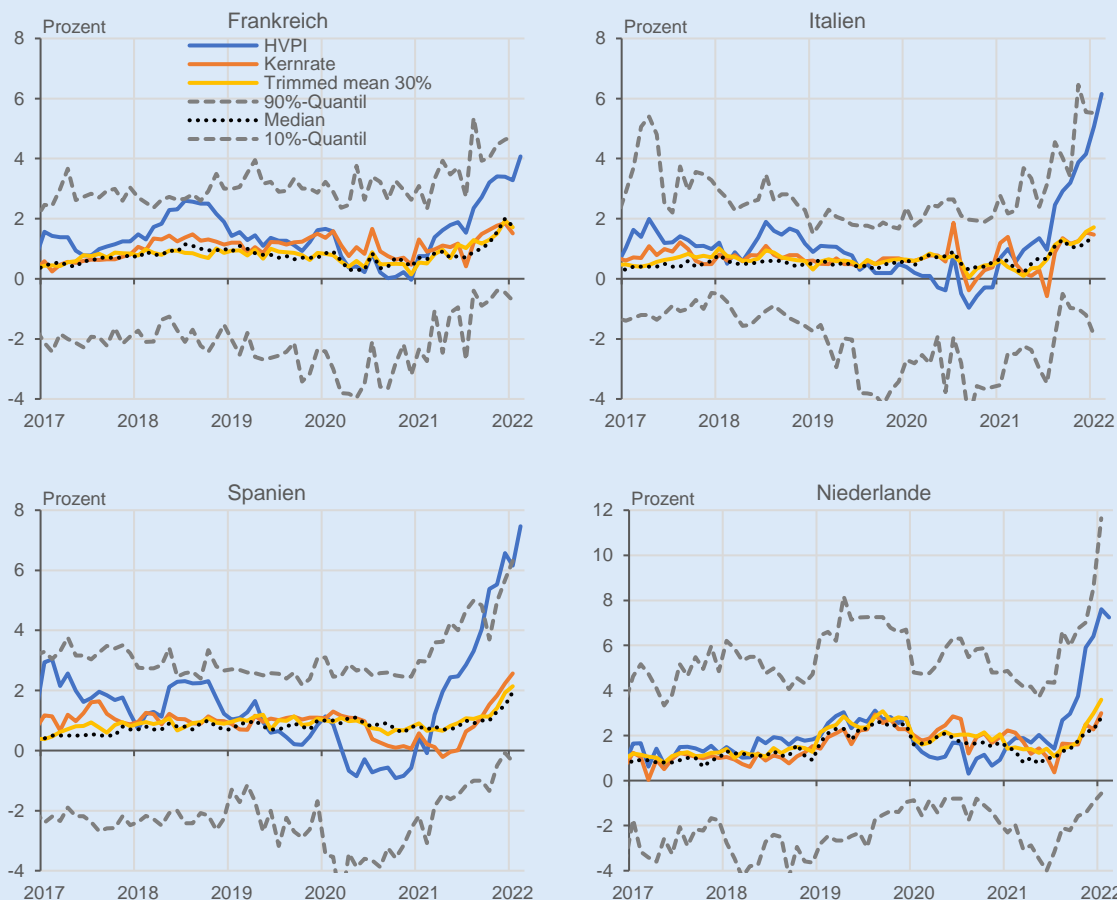 Frankreich
Prozent
HVPI
Kernrate
Trimmed mean 30%
90%-Quantil
Median
10%-Quantil
8
6
4
2
0
-2
-4
2017 2018 2019 2020 2021 2022
Italien
Prozent
8
6
4
2
0
-2
-4
2017 2018 2019 2020 2021 2022
Spanien
Prozent
8
6
4
2
0
-2
-4
2017 2018 2019 2020 2021 2022
Niederlande
Prozent
12
10
8
6
4
2
0
-2
-4
2017 2018 2019 2020 2021 2022